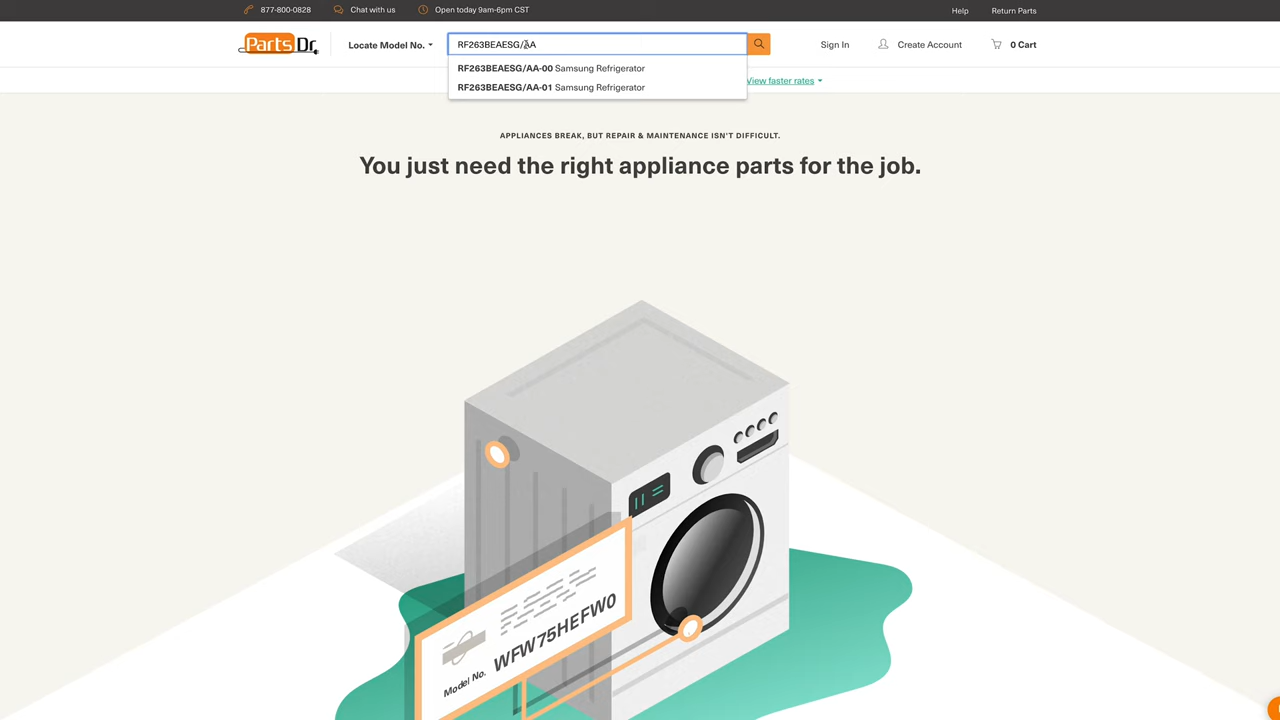 877-800-0828 Chat with us Open today 9am-6pm CST Help Return Parts
Parts Dr. Locate Model No. RF263BEAESG/AA Sign In Create Account 0 Cart
RF263BEAESG/AA-00 Samsung Refrigerator
RF263BEAESG/AA-01 Samsung Refrigerator
View faster rates
APPLIANCES BREAK, BUT REPAIR & MAINTENANCE ISN'T DIFFICULT.
You just need the right appliance parts for the job.
Model No. WFW75HEFW0